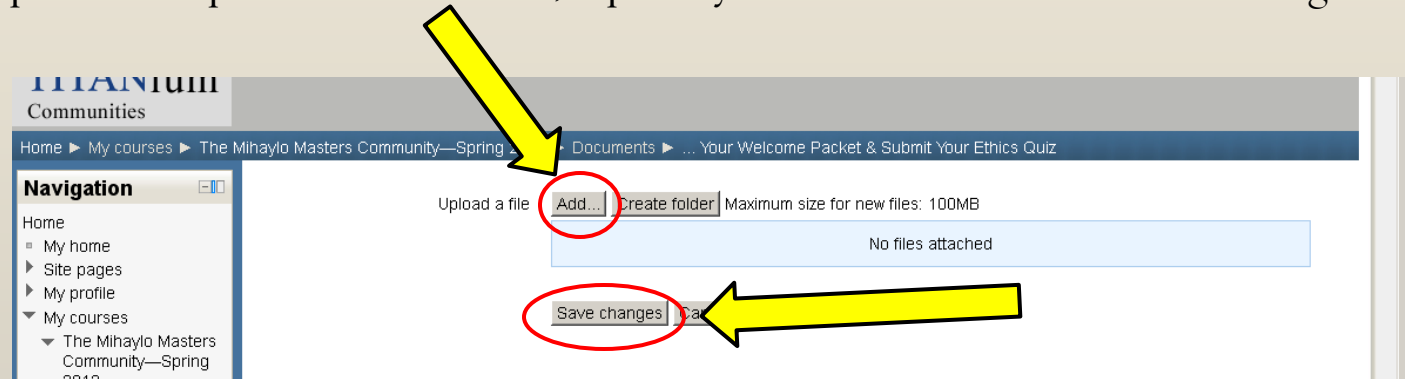 TITANium
Communities
Home ► My courses ► The Mihaylo Masters Community—Spring 2 ► Documents ► ... Your Welcome Packet & Submit Your Ethics Quiz
Navigation
Home
My home
Site pages
My profile
My courses
The Mihaylo Masters
Community—Spring
Upload a file Add... Create folder Maximum size for new files: 100MB
No files attached
Save changes